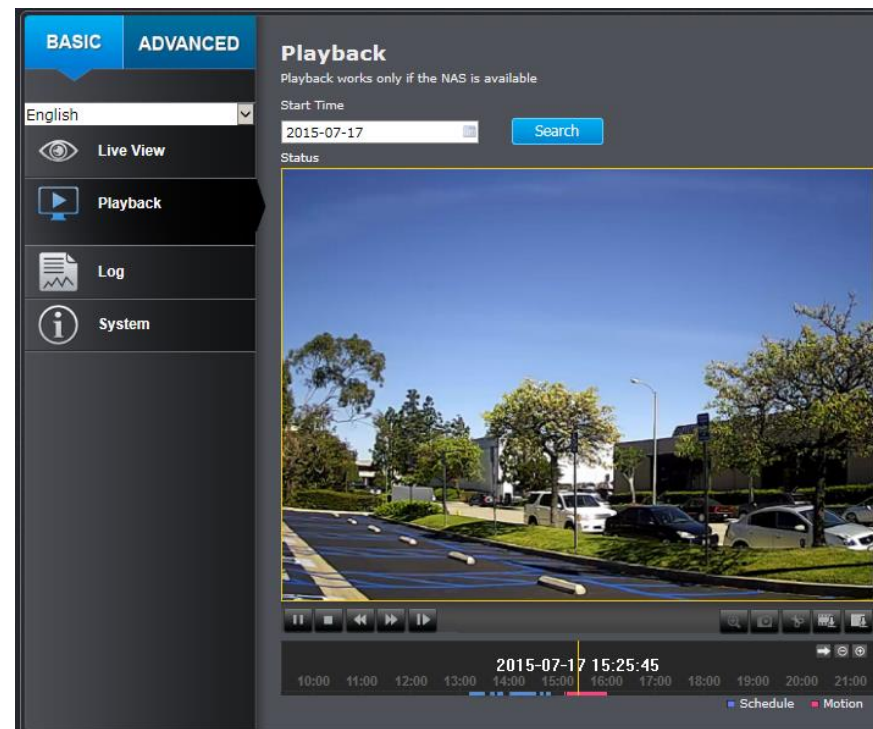 BASIC ADVANCED
English
Live View
Playback
Log
System
Playback
Playback works only if the NAS is available
Start Time
2015-07-17 Search
Status
2015-07-17 15:25:45
10:00 11:00 12:00 13:00 14:00 15:00 16:00 17:00 18:00 19:00 20:00 21:00
Schedule Motion